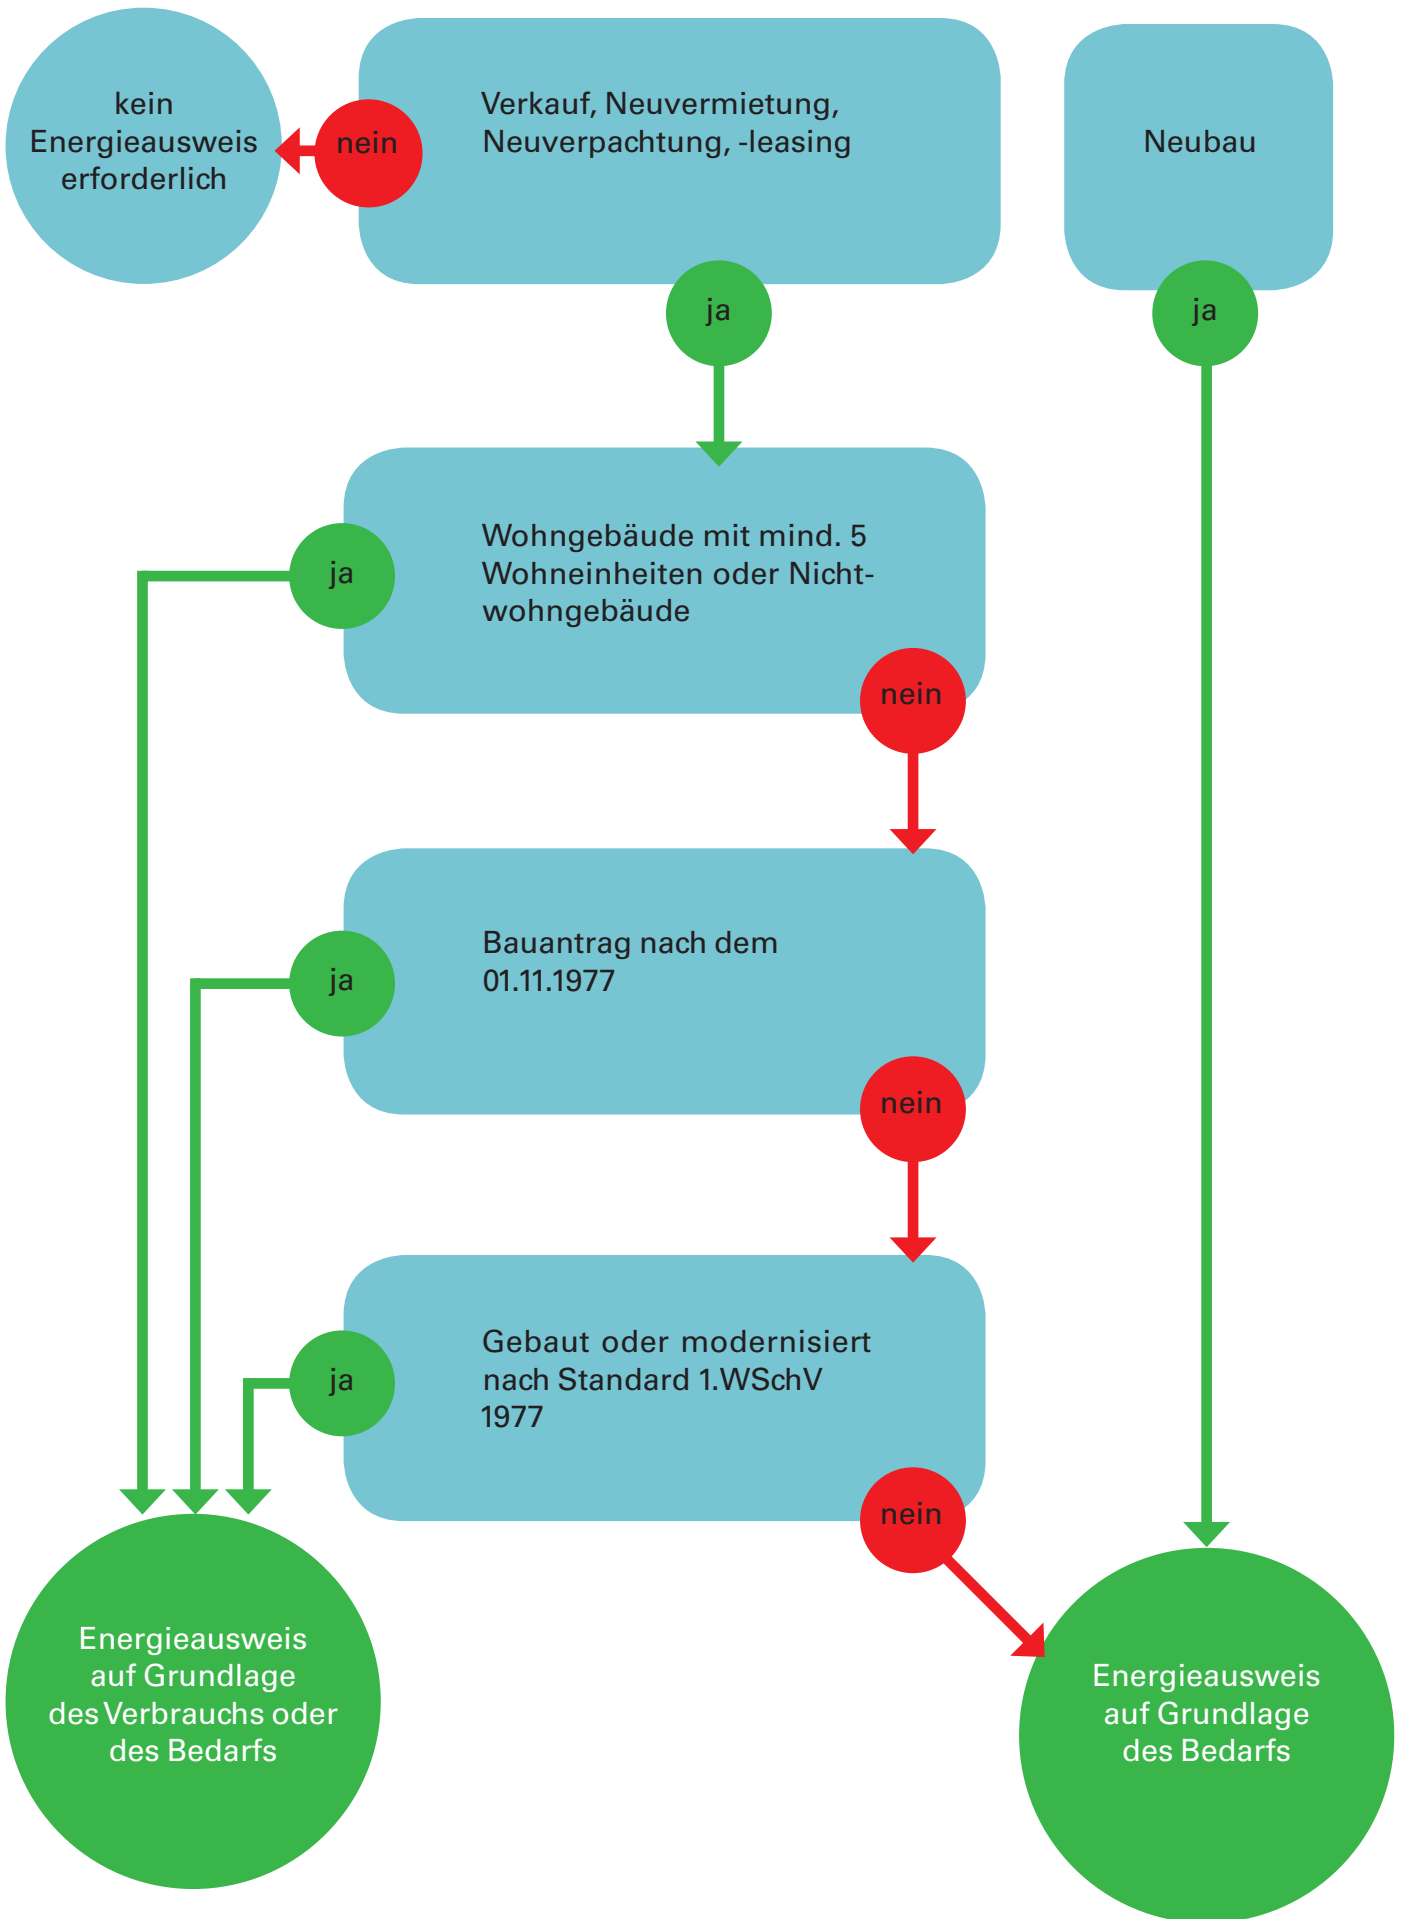 kein
Energieausweis
erforderlich
nein
Verkauf, Neuvermietung,
Neuverpachtung, -leasing
Neubau
ja
ja
Wohngebäude mit mind. 5
Wohneinheiten oder Nicht-
wohngebäude
ja
nein
Bauantrag nach dem
01.11.1977
ja
nein
Gebaut oder modernisiert
nach Standard 1.WSchV
1977
ja
nein
Energieausweis
auf Grundlage
des Verbrauchs oder
des Bedarfs
Energieausweis
auf Grundlage
des Bedarfs